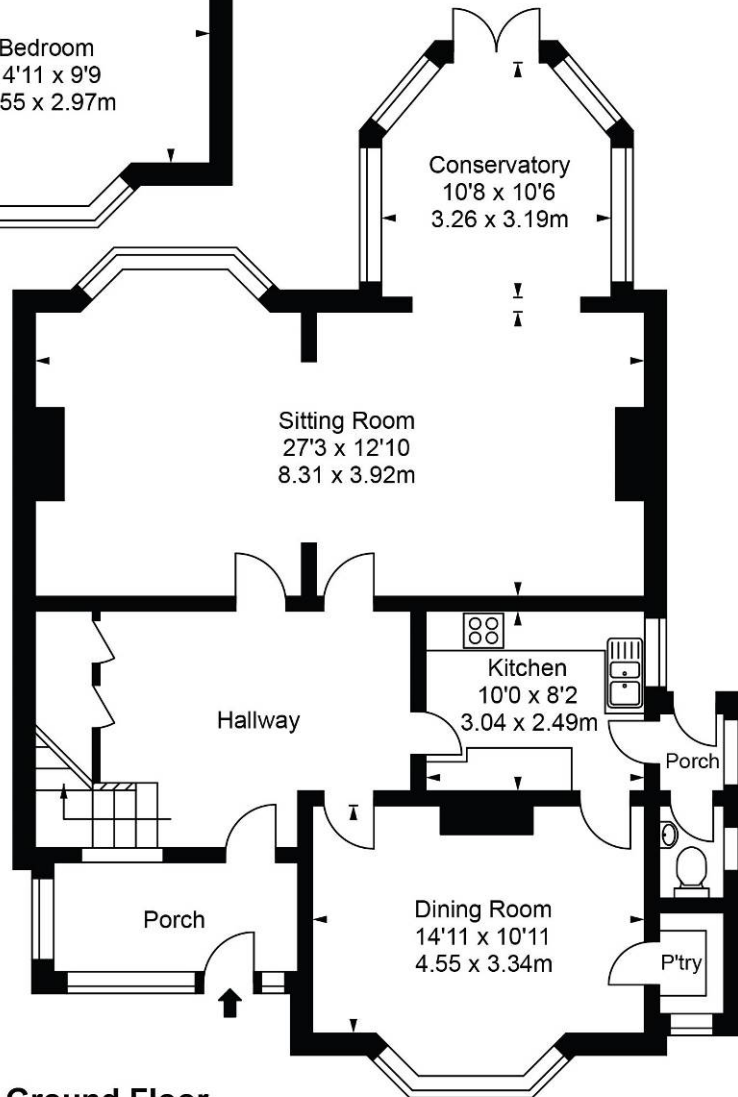 Bedroom
4'11 x 9'9
55 x 2.97m
Conservatory
10'8 x 10'6
3.26 x 3.19m
Sitting Room
27'3 x 12'10
8.31 x 3.92m
Kitchen
10'0 x 8'2
3.04 x 2.49m
Hallway
Porch
Porch
Dining Room
14'11 x 10'11
4.55 x 3.34m
P'try
Ground Floor